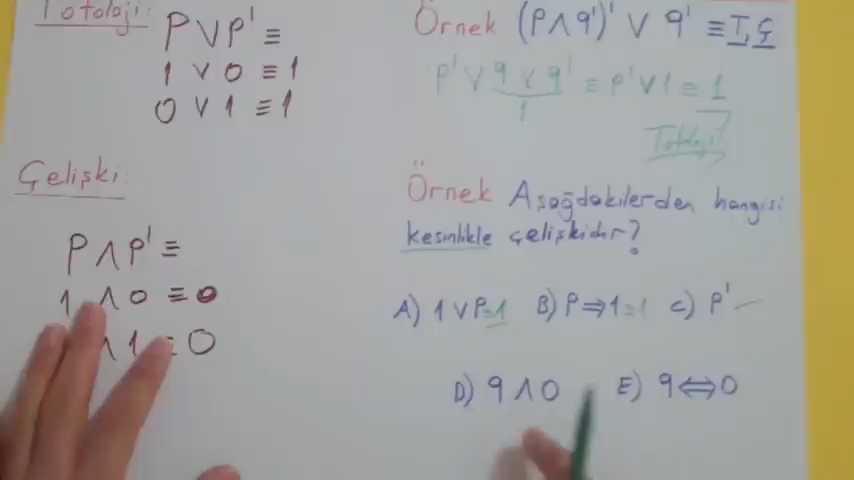 Totoloji:
P ∨ P' ≡
1 ∨ 0 ≡ 1
0 ∨ 1 ≡ 1
Çelişki:
P ∧ P' ≡
1 ∧ 0 ≡ 0
∧ 1 ≡ 0
Örnek (P ∧ q')' ∨ q' ≡ T, Ç
P' ∨ q ∨ q' ≡ P' ∨ 1 ≡ 1
1
Totoloji
Örnek Aşağdakilerden hangisi
kesinlikle çelişkidir?
A) 1 ∨ P ≡ 1 B) P ⇒ 1 ≡ 1 C) P' –
D) q ∧ 0 E) q ⇔ 0